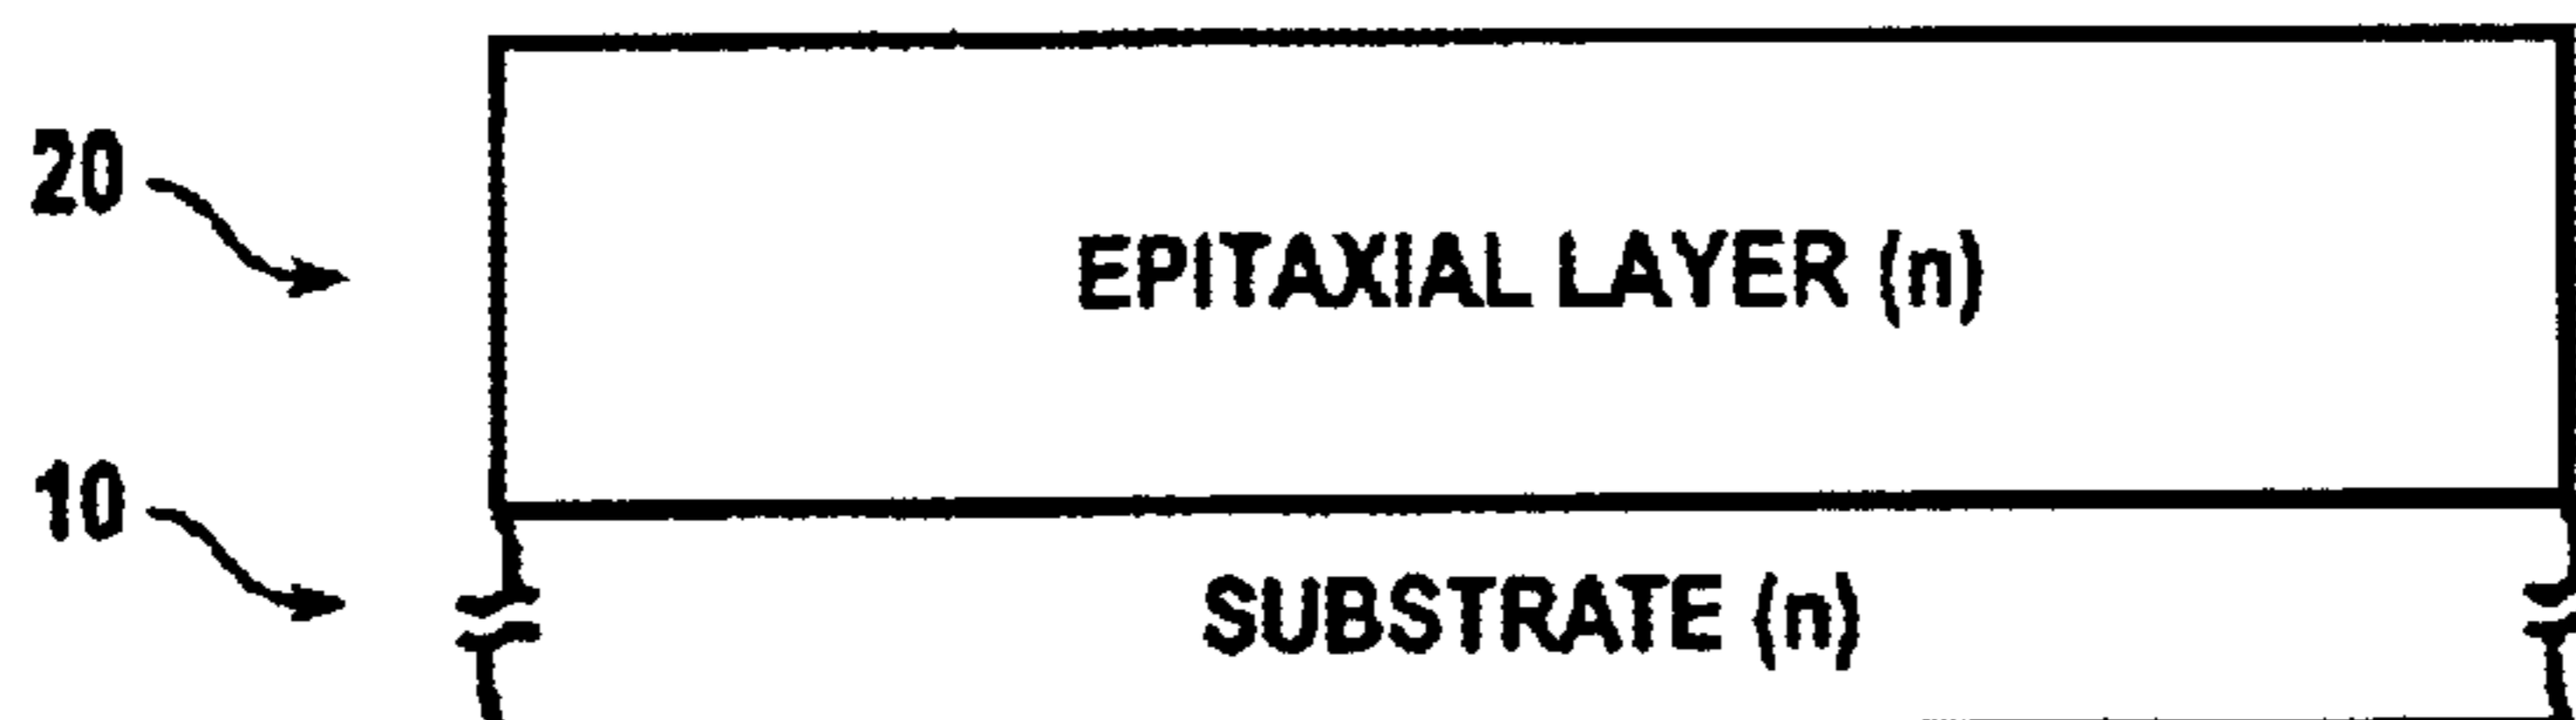 20
EPITAXIAL LAYER (n)
10
SUBSTRATE (n)